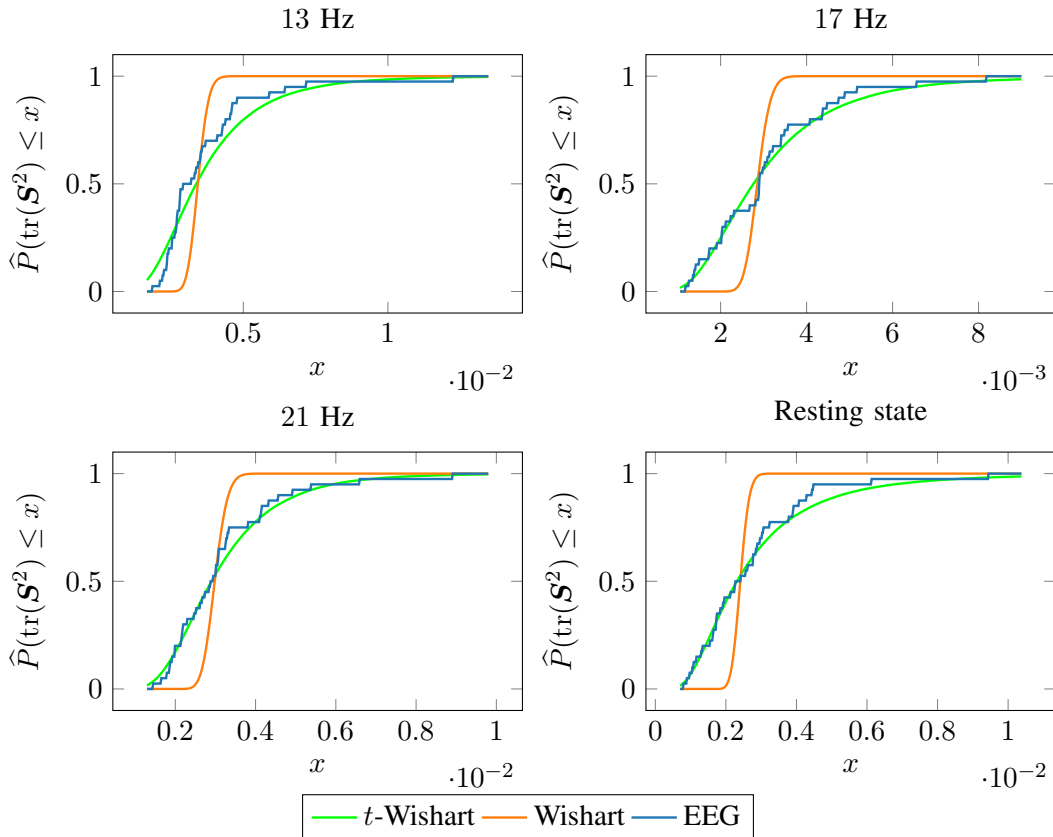 13 Hz
1
0.5
0
P̂(tr(S²) ≤ x)
0.5
1
x
·10⁻²
17 Hz
1
0.5
0
P̂(tr(S²) ≤ x)
2
4
6
8
x
·10⁻³
21 Hz
1
0.5
0
P̂(tr(S²) ≤ x)
0.2
0.4
0.6
0.8
1
x
·10⁻²
Resting state
1
0.5
0
P̂(tr(S²) ≤ x)
0
0.2
0.4
0.6
0.8
1
x
·10⁻²
t-Wishart
Wishart
EEG